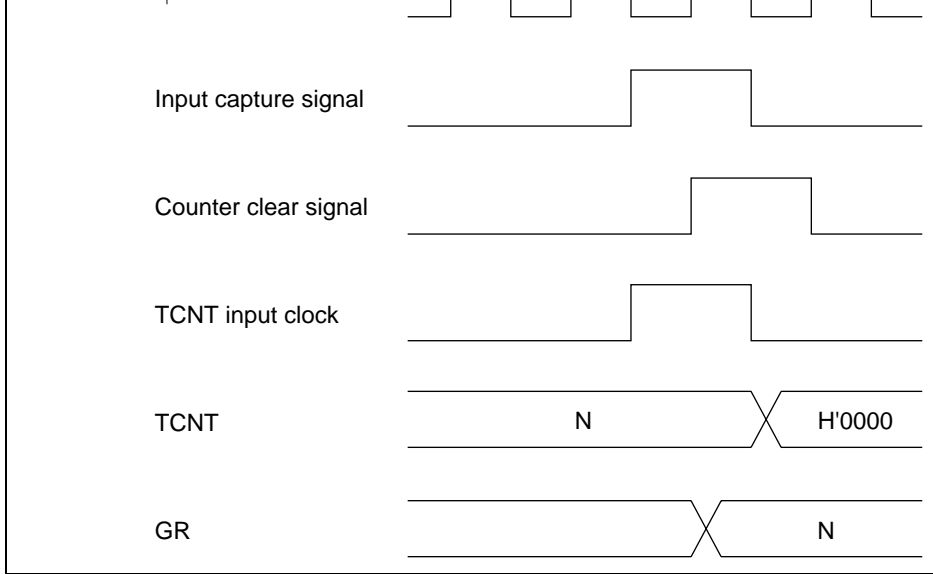 Input capture signal
Counter clear signal
TCNT input clock
TCNT
N
H'0000
GR
N